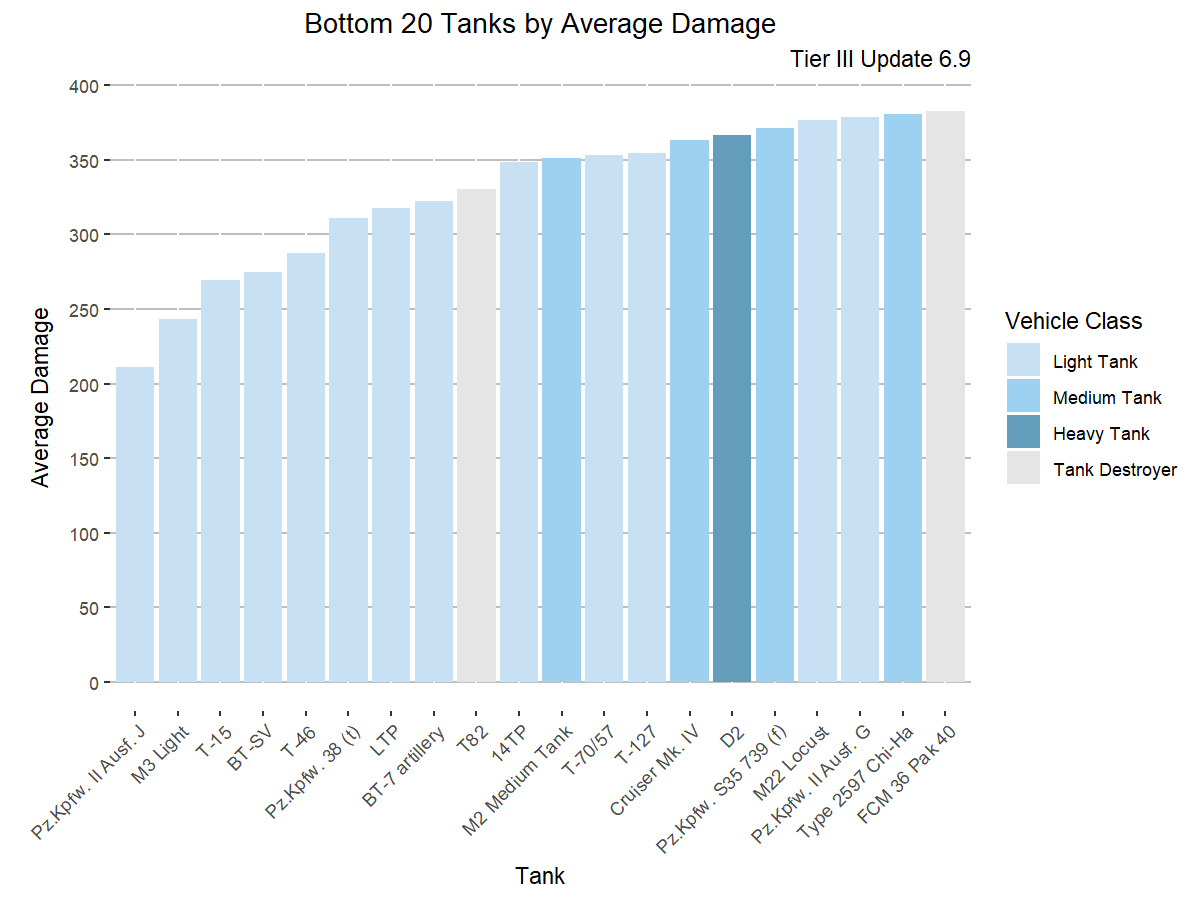 Bottom 20 Tanks by Average Damage
Tier III Update 6.9
400
350
300
250
200
150
100
50
0
Average Damage
Pz.Kpfw. II Ausf. J
M3 Light
T-15
BT-SV
T-46
Pz.Kpfw. 38 (t)
LTP
BT-7 artillery
T82
14TP
M2 Medium Tank
T-70/57
T-127
Cruiser Mk. IV
D2
Pz.Kpfw. S35 739 (f)
M22 Locust
Pz.Kpfw. II Ausf. G
Type 2597 Chi-Ha
FCM 36 Pak 40
Tank
Vehicle Class
Light Tank
Medium Tank
Heavy Tank
Tank Destroyer